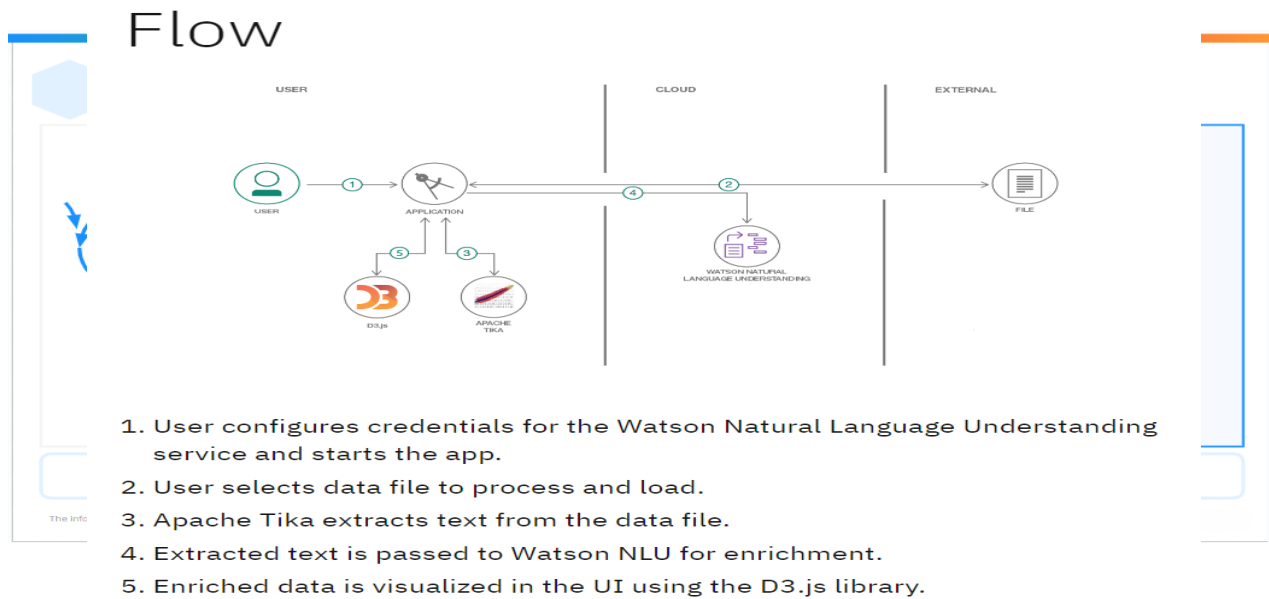 Flow
USER
CLOUD
EXTERNAL
1
4
2
USER
APPLICATION
FILE
5
3
WATSON NATURAL
LANGUAGE UNDERSTANDING
D3.js
APACHE
TIKA
1. User configures credentials for the Watson Natural Language Understanding
service and starts the app.
2. User selects data file to process and load.
3. Apache Tika extracts text from the data file.
The
4. Extracted text is passed to Watson NLU for enrichment.
5. Enriched data is visualized in the UI using the D3.js library.